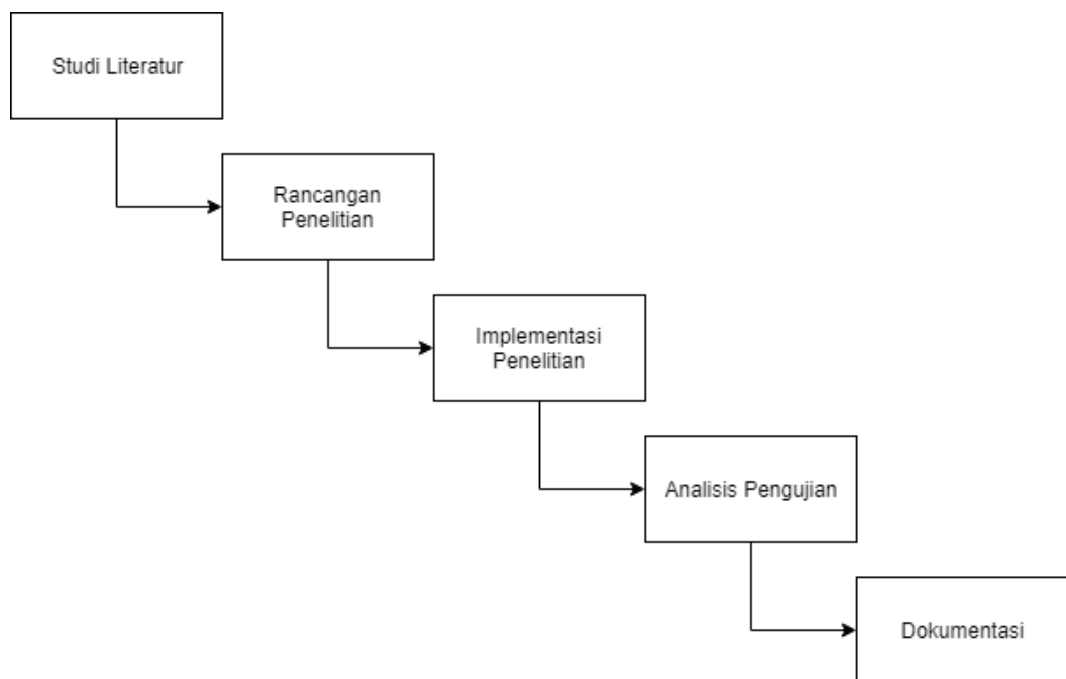 Studi Literatur
Rancangan
Penelitian
Implementasi
Penelitian
Analisis Pengujian
Dokumentasi